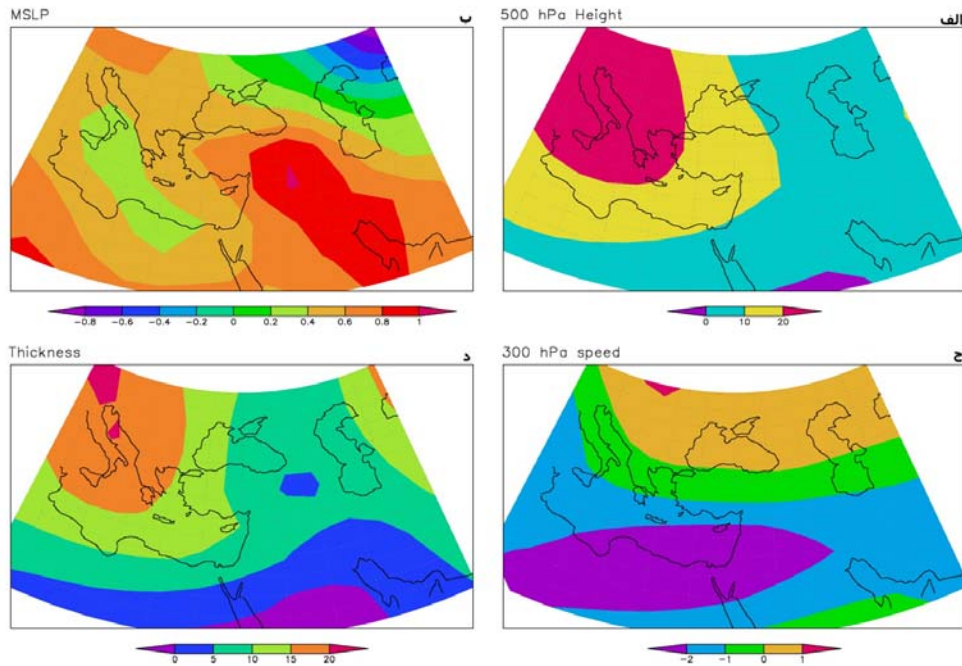 MSLP ب
500 hPa Height الف
-0.8 -0.6 -0.4 -0.2 0 0.2 0.4 0.6 0.8 1
0 10 20
Thickness د
300 hPa speed ج
0 5 10 15 20
-2 -1 0 1